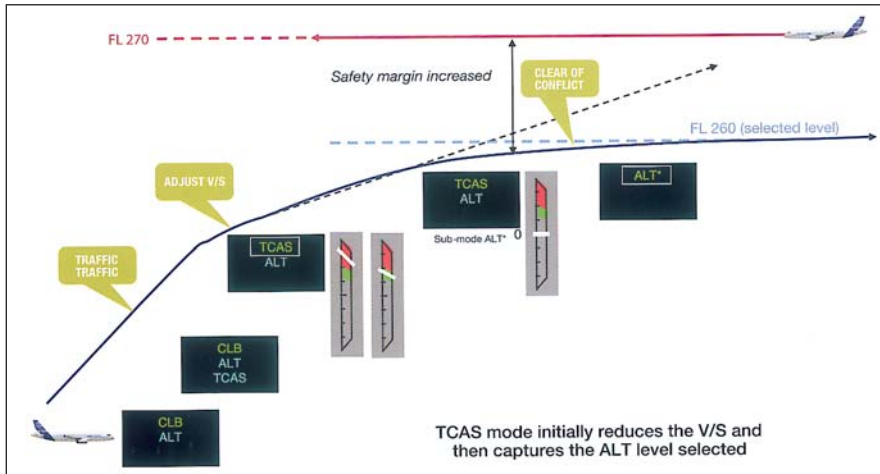 FL 270
Safety margin increased
CLEAR OF
CONFLICT
FL 260 (selected level)
ADJUST V/S
TCAS
ALT
ALT*
Sub-mode ALT*
0
TRAFFIC
TRAFFIC
TCAS
ALT
CLB
ALT
TCAS
CLB
ALT
TCAS mode initially reduces the V/S and
then captures the ALT level selected